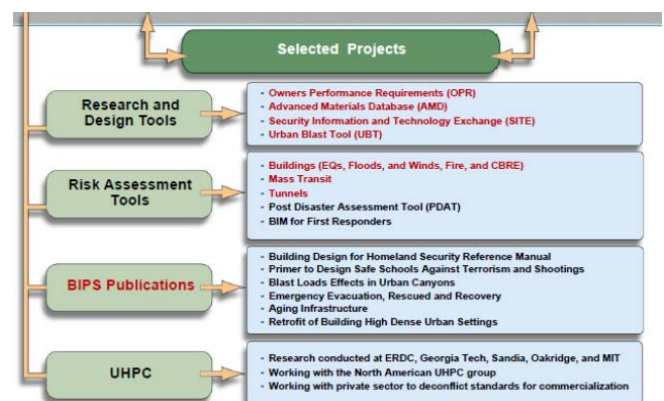 Selected Projects
Research and
Design Tools
- Owners Performance Requirements (OPR)
- Advanced Materials Database (AMD)
- Security Information and Technology Exchange (SITE)
- Urban Blast Tool (UBT)
Risk Assessment
Tools
- Buildings (EQs, Floods, and Winds, Fire, and CBRE)
- Mass Transit
- Tunnels
- Post Disaster Assessment Tool (PDAT)
- BIM for First Responders
BIPS Publications
- Building Design for Homeland Security Reference Manual
- Primer to Design Safe Schools Against Terrorism and Shootings
- Blast Loads Effects in Urban Canyons
- Emergency Evacuation, Rescued and Recovery
- Aging Infrastructure
- Retrofit of Building High Dense Urban Settings
UHPC
- Research conducted at ERDC, Georgia Tech, Sandia, Oakridge, and MIT
- Working with the North American UHPC group
- Working with private sector to deconflict standards for commercialization